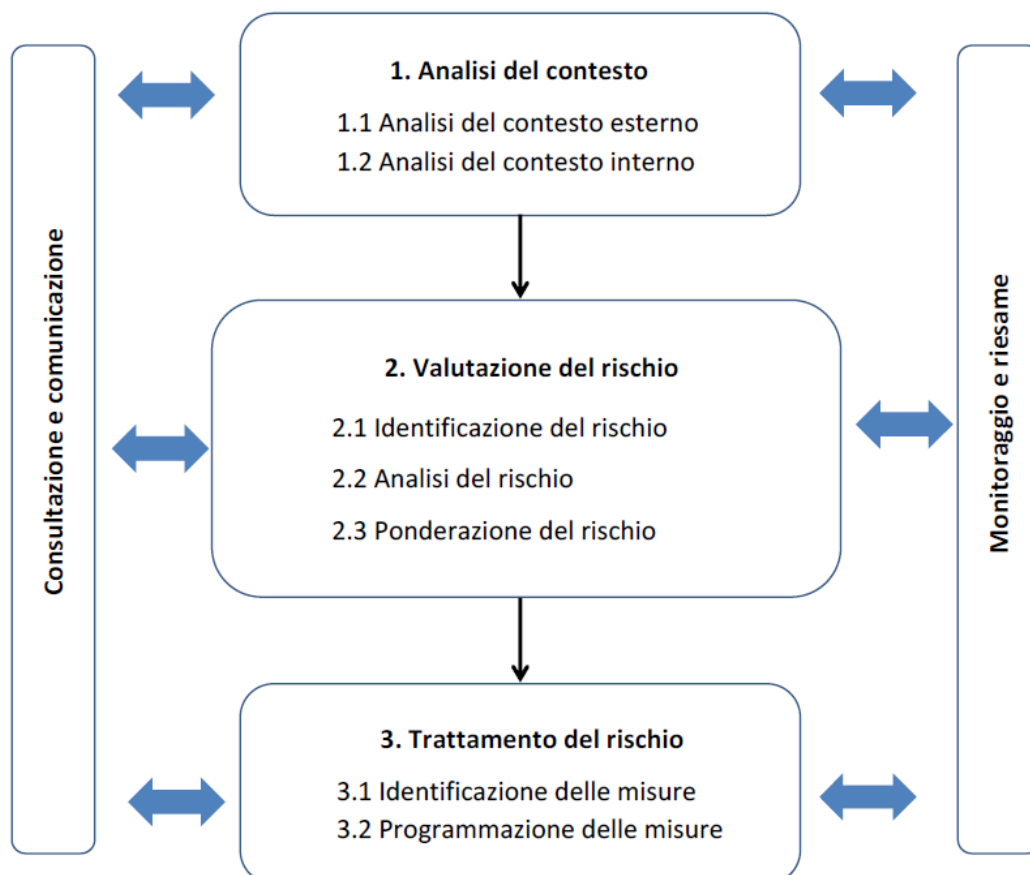 Consultazione e comunicazione
1. Analisi del contesto
1.1 Analisi del contesto esterno
1.2 Analisi del contesto interno
2. Valutazione del rischio
2.1 Identificazione del rischio
2.2 Analisi del rischio
2.3 Ponderazione del rischio
3. Trattamento del rischio
3.1 Identificazione delle misure
3.2 Programmazione delle misure
Monitoraggio e riesame